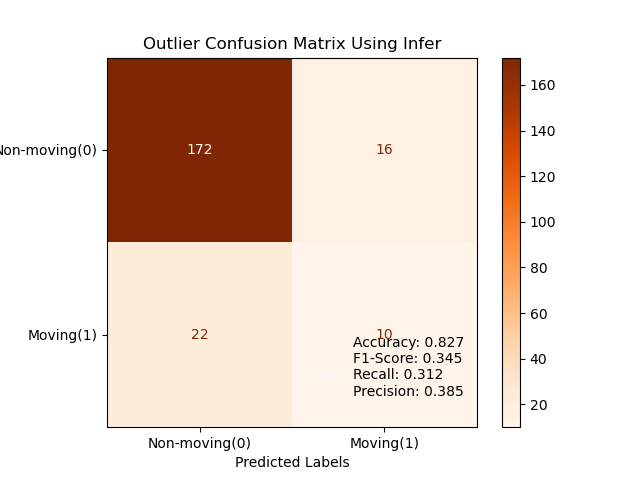 Outlier Confusion Matrix Using Infer
Non-moving(0)
172
16
Moving(1)
22
10
Accuracy: 0.827
F1-Score: 0.345
Recall: 0.312
Precision: 0.385
Non-moving(0)
Moving(1)
Predicted Labels
160
140
120
100
80
60
40
20